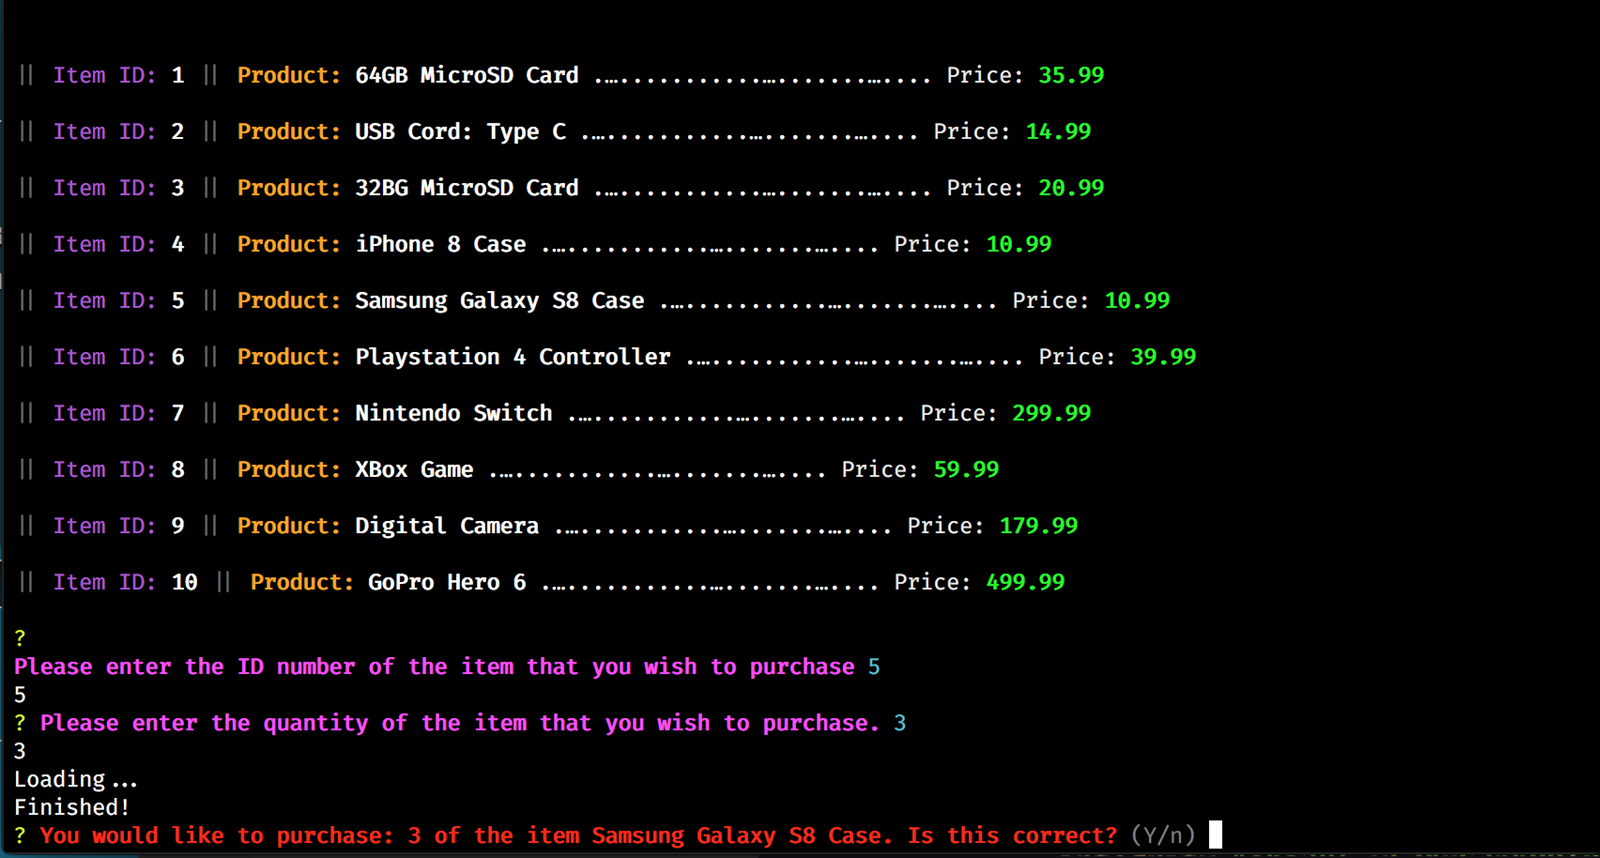 || Item ID: 1 || Product: 64GB MicroSD Card .…...........….......….... Price: 35.99
|| Item ID: 2 || Product: USB Cord: Type C .…...........….......….... Price: 14.99
|| Item ID: 3 || Product: 32BG MicroSD Card .…...........….......….... Price: 20.99
|| Item ID: 4 || Product: iPhone 8 Case .…...........….......….... Price: 10.99
|| Item ID: 5 || Product: Samsung Galaxy S8 Case .…...........….......….... Price: 10.99
|| Item ID: 6 || Product: Playstation 4 Controller .…...........….......….... Price: 39.99
|| Item ID: 7 || Product: Nintendo Switch .…...........….......….... Price: 299.99
|| Item ID: 8 || Product: XBox Game .…...........….......….... Price: 59.99
|| Item ID: 9 || Product: Digital Camera .…...........….......….... Price: 179.99
|| Item ID: 10 || Product: GoPro Hero 6 .…...........….......….... Price: 499.99
?
Please enter the ID number of the item that you wish to purchase 5
5
? Please enter the quantity of the item that you wish to purchase. 3
3
Loading...
Finished!
? You would like to purchase: 3 of the item Samsung Galaxy S8 Case. Is this correct? (Y/n)